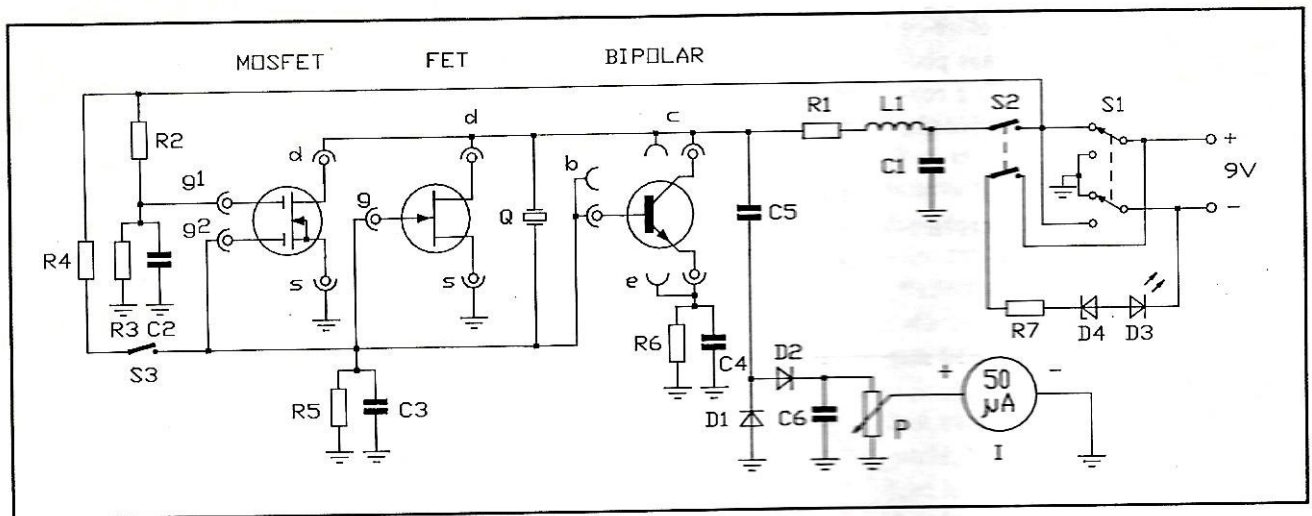 MOSFET FET BIPOLAR
R1 L1 S2 S1
R2 d d c
C1 + 9V −
g1 g b Q
g2 C5
R4 s s e
R7 D4 D3
R3 C2 R6 C4
S3 D2 + 50 µA −
R5 C3 D1 C6 P I